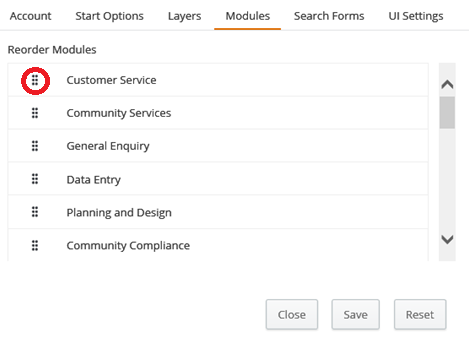 Account Start Options Layers Modules Search Forms UI Settings
Reorder Modules
Customer Service
Community Services
General Enquiry
Data Entry
Planning and Design
Community Compliance
Close Save Reset